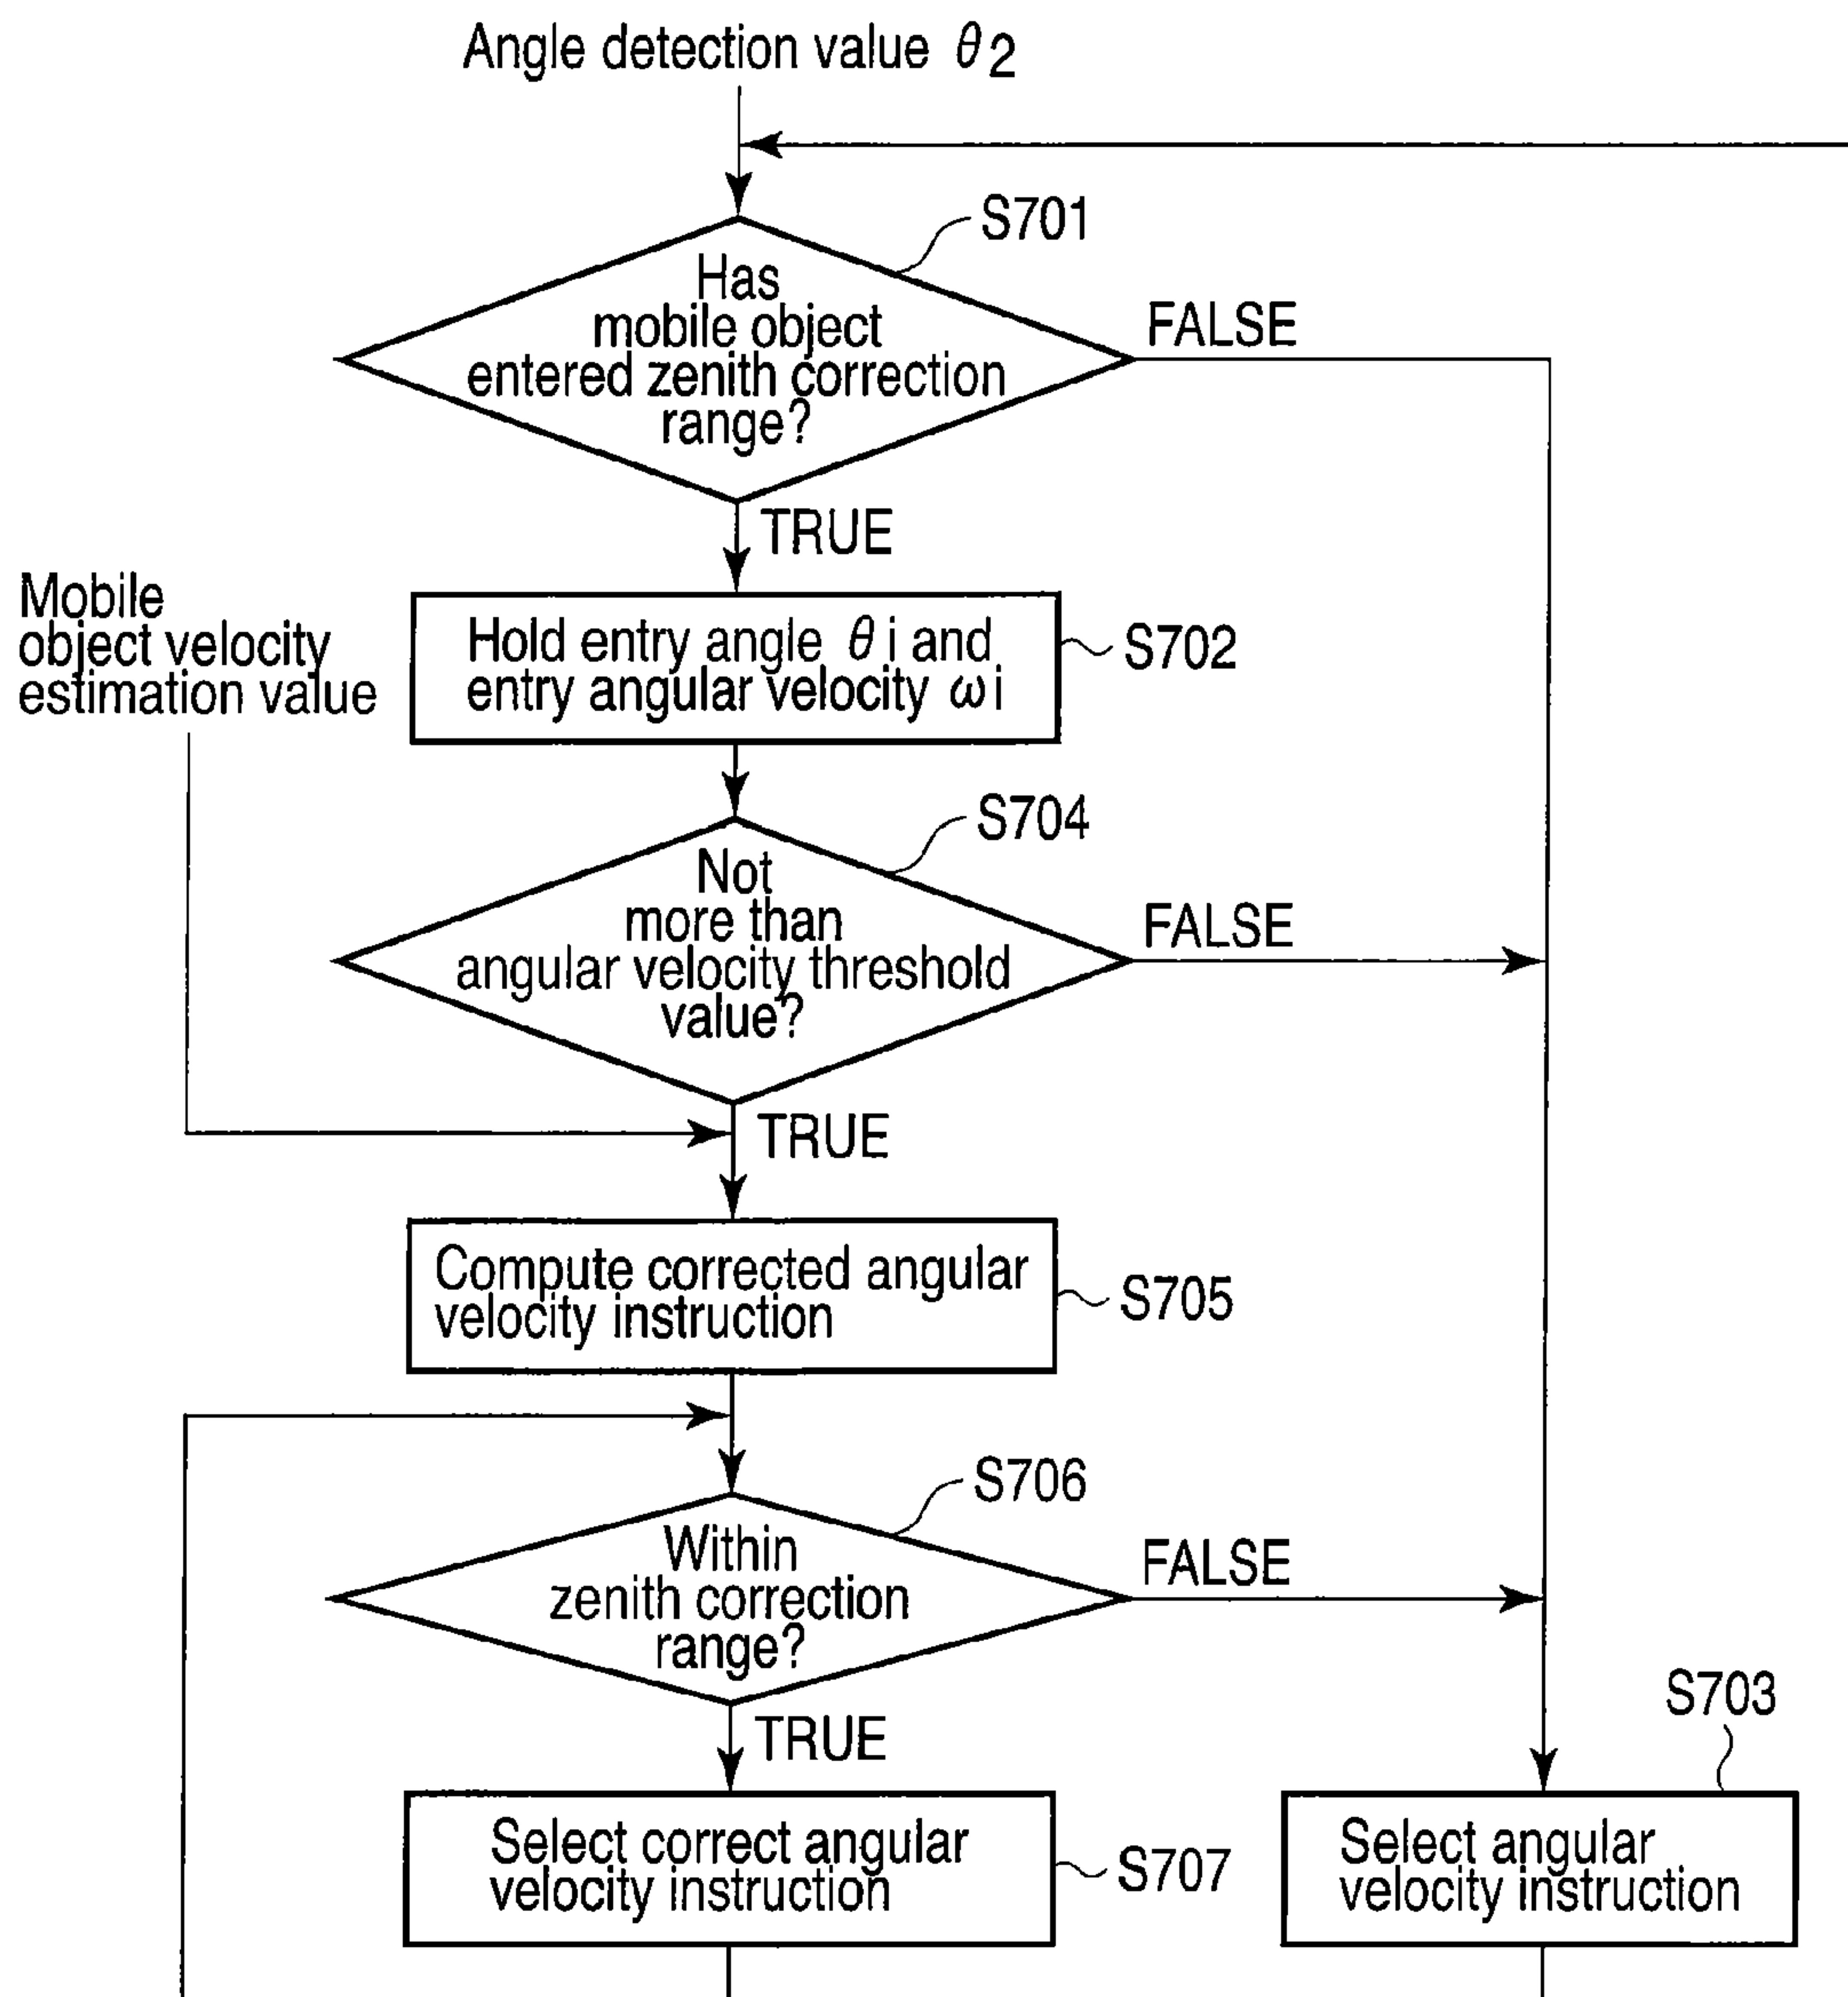 Angle detection value θ2
S701
Has
mobile object
entered zenith correction
range?
FALSE
TRUE
Mobile
object velocity
estimation value
Hold entry angle θi and
entry angular velocity ωi
S702
S704
Not
more than
angular velocity threshold
value?
FALSE
TRUE
Compute corrected angular
velocity instruction
S705
S706
Within
zenith correction
range?
FALSE
TRUE
S703
Select correct angular
velocity instruction
S707
Select angular
velocity instruction